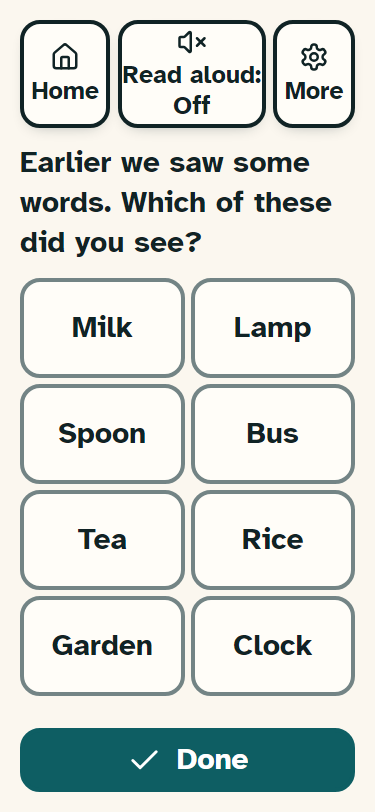 Home
Read aloud:
Off
More
Earlier we saw some
words. Which of these
did you see?
Milk
Lamp
Spoon
Bus
Tea
Rice
Garden
Clock
Done